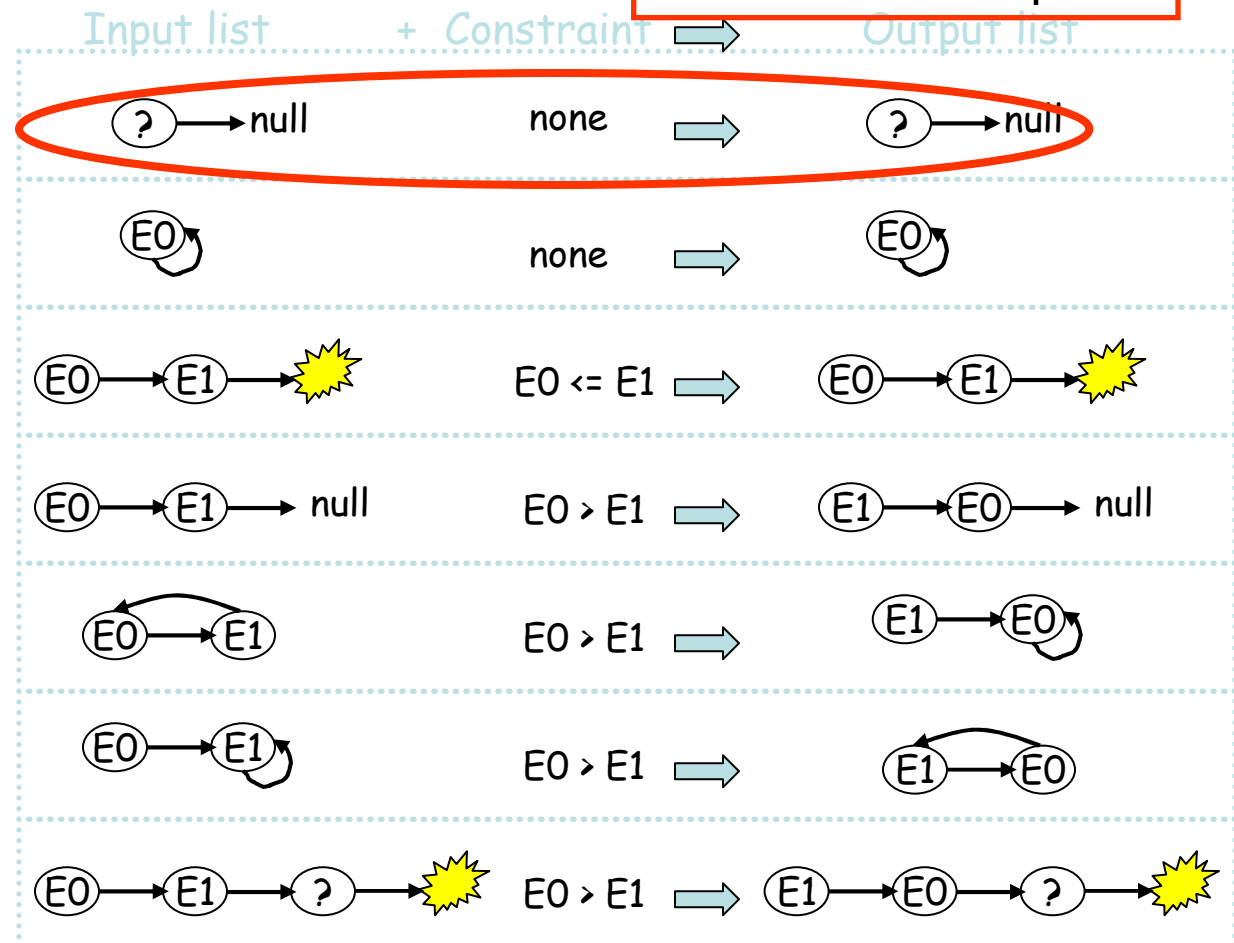 Input list + Constraint Output list
? null none ? null
E0 none E0
E0 E1 E0 <= E1 E0 E1
E0 E1 null E0 > E1 E1 E0 null
E0 E1 E0 > E1 E1 E0
E0 E1 E0 > E1 E1 E0
E0 E1 ? E0 > E1 E1 E0 ?